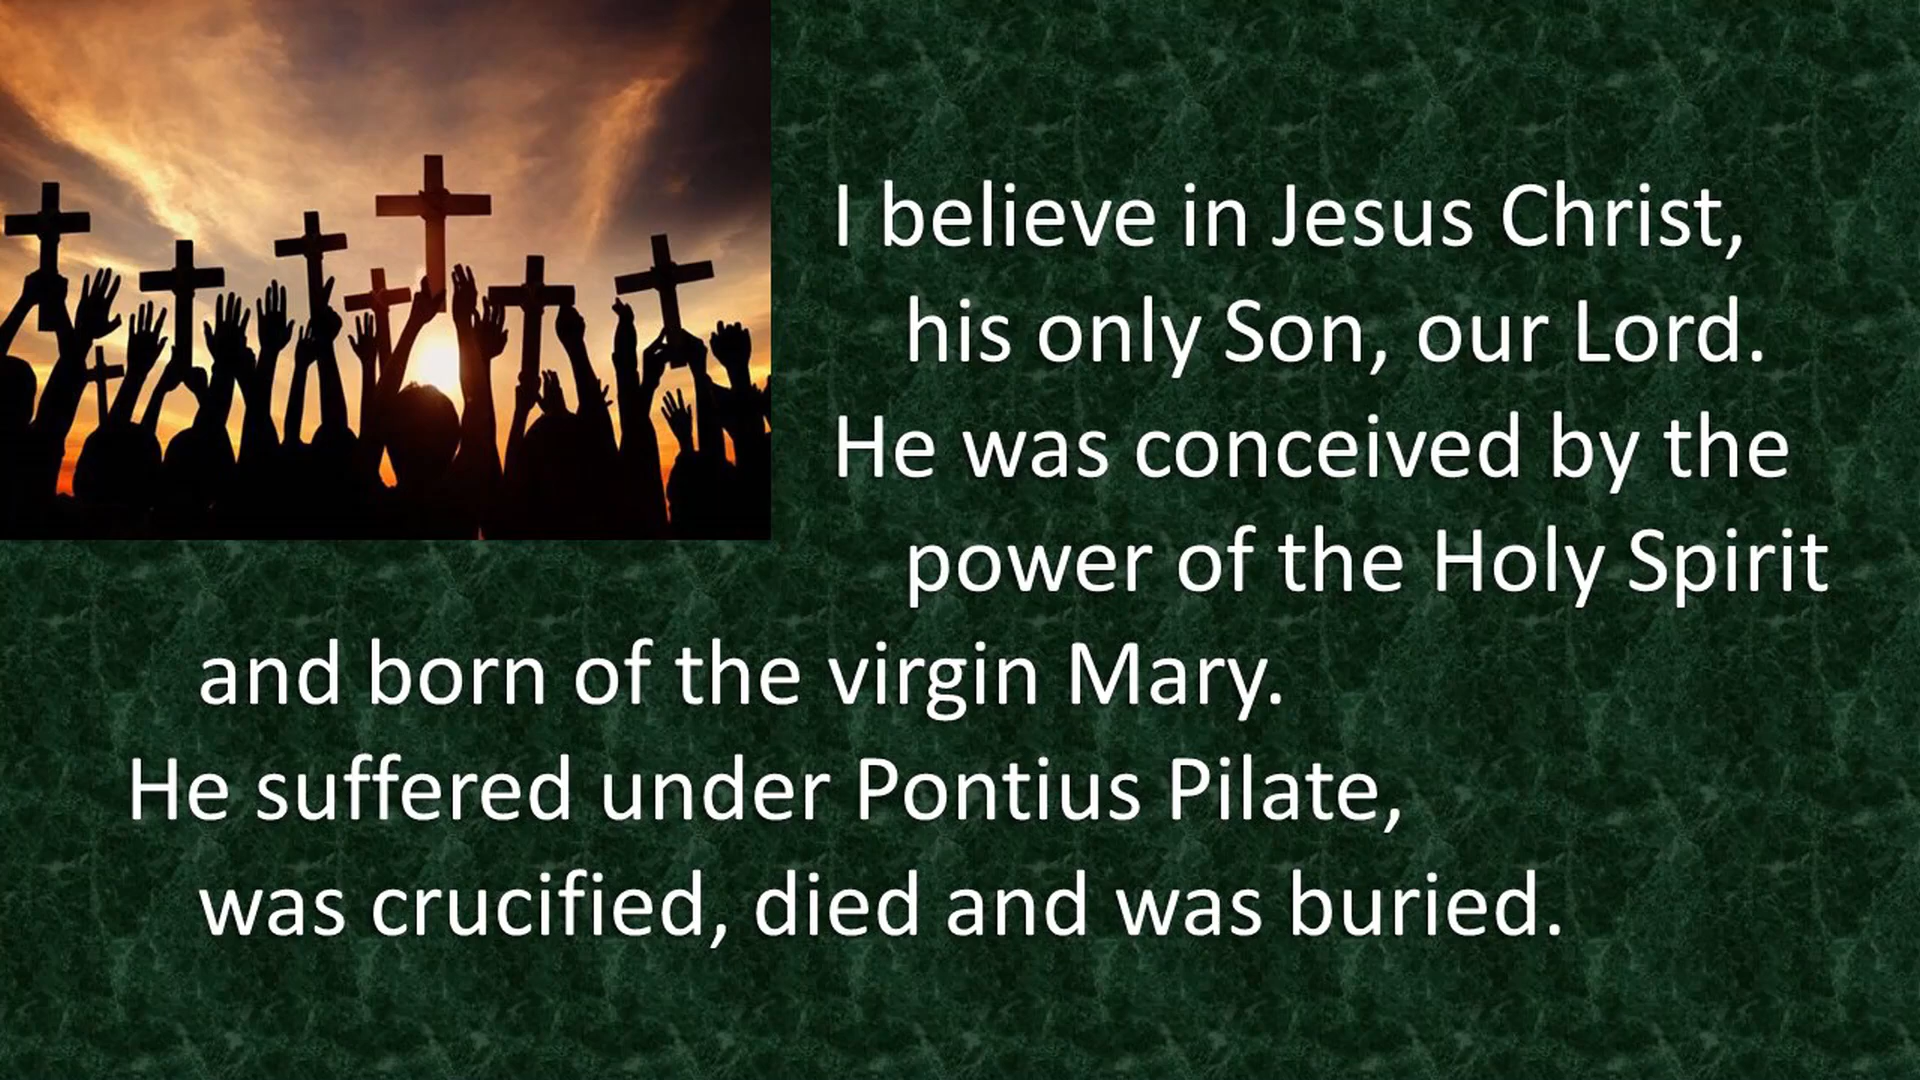 I believe in Jesus Christ,
his only Son, our Lord.
He was conceived by the
power of the Holy Spirit
and born of the virgin Mary.
He suffered under Pontius Pilate,
was crucified, died and was buried.